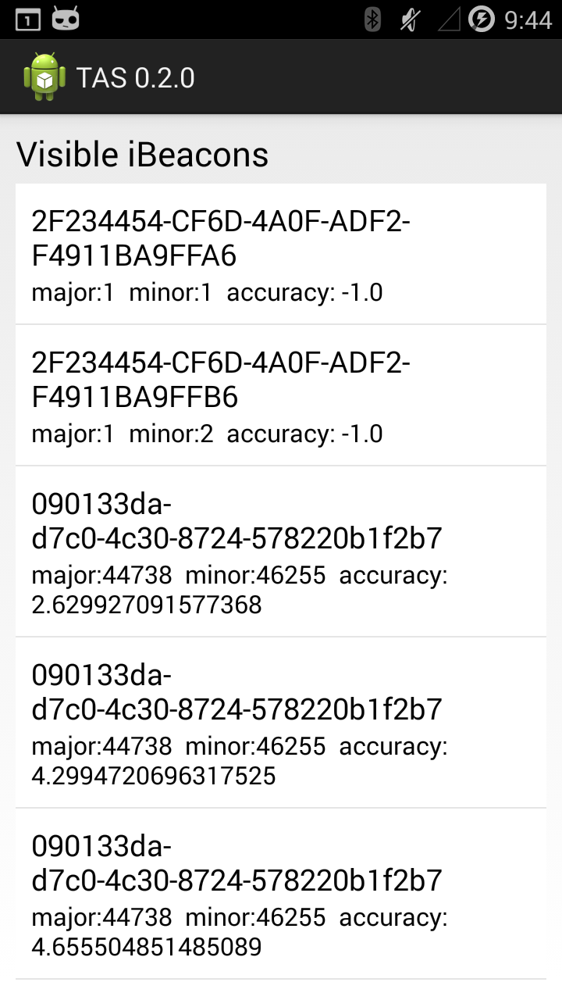 1
9:44
TAS 0.2.0
Visible iBeacons
2F234454-CF6D-4A0F-ADF2-
F4911BA9FFA6
major:1 minor:1 accuracy: -1.0
2F234454-CF6D-4A0F-ADF2-
F4911BA9FFB6
major:1 minor:2 accuracy: -1.0
090133da-
d7c0-4c30-8724-578220b1f2b7
major:44738 minor:46255 accuracy:
2.629927091577368
090133da-
d7c0-4c30-8724-578220b1f2b7
major:44738 minor:46255 accuracy:
4.2994720696317525
090133da-
d7c0-4c30-8724-578220b1f2b7
major:44738 minor:46255 accuracy:
4.655504851485089